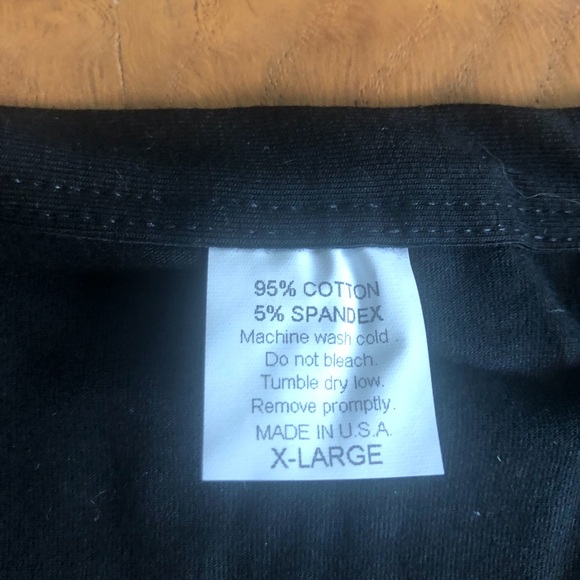 95% COTTON
5% SPANDEX
Machine wash cold.
Do not bleach.
Tumble dry low.
Remove promptly.
MADE IN U.S.A.
X-LARGE